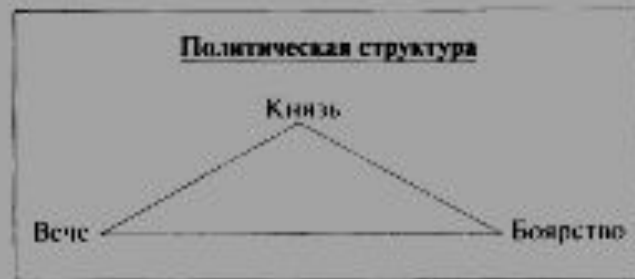 Политическая структура
Князь
Вече
Боярство